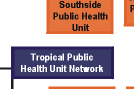 Southside
Public Health
Unit
Tropical Public
Health Unit Network